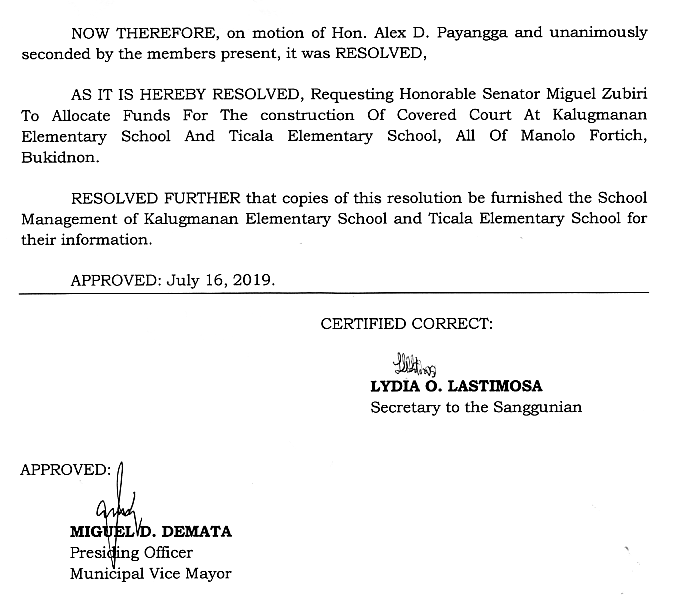 NOW THEREFORE, on motion of Hon. Alex D. Payangga and unanimously
seconded by the members present, it was RESOLVED,
AS IT IS HEREBY RESOLVED, Requesting Honorable Senator Miguel Zubiri
To Allocate Funds For The construction Of Covered Court At Kalugmanan
Elementary School And Ticala Elementary School, All Of Manolo Fortich,
Bukidnon.
RESOLVED FURTHER that copies of this resolution be furnished the School
Management of Kalugmanan Elementary School and Ticala Elementary School for
their information.
APPROVED: July 16, 2019.
CERTIFIED CORRECT:
LYDIA O. LASTIMOSA
Secretary to the Sanggunian
APPROVED:
MIGUEL D. DEMATA
Presiding Officer
Municipal Vice Mayor